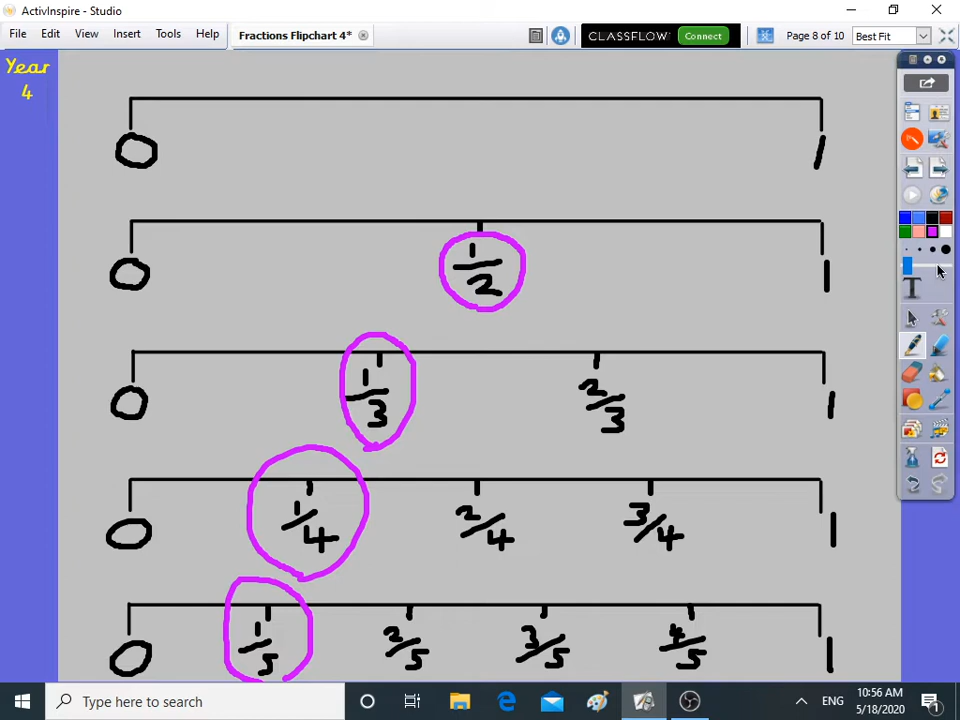 ActivInspire - Studio
File Edit View Insert Tools Help
Fractions Flipchart 4*
CLASSFLOW Connect
Page 8 of 10
Best Fit
Year
4
0 1
0 1/2 1
0 1/3 2/3 1
0 1/4 2/4 3/4 1
0 1/5 2/5 3/5 4/5 1
T
Type here to search
ENG
10:56 AM
5/18/2020
1